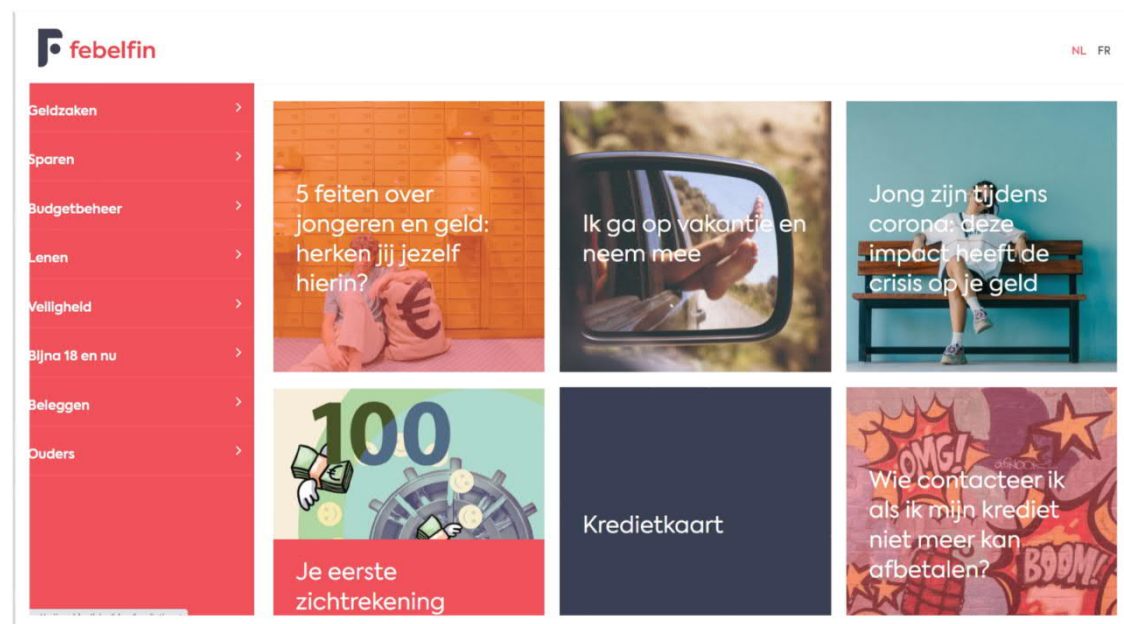 febelfin
NL FR
Geldzaken
Sparen
Budgetbeheer
Lenen
Veiligheid
Bijna 18 en nu
Beleggen
Ouders
5 feiten over
jongeren en geld:
herken jij jezelf
hierin?
Ik ga op vakantie en
neem mee
Jong zijn tijdens
corona: deze
impact heeft de
crisis op je geld
100
Je eerste
zichtrekening
Kredietkaart
OMG!
Wie contacteer ik
als ik mijn krediet
niet meer kan
afbetalen?
BOOM!